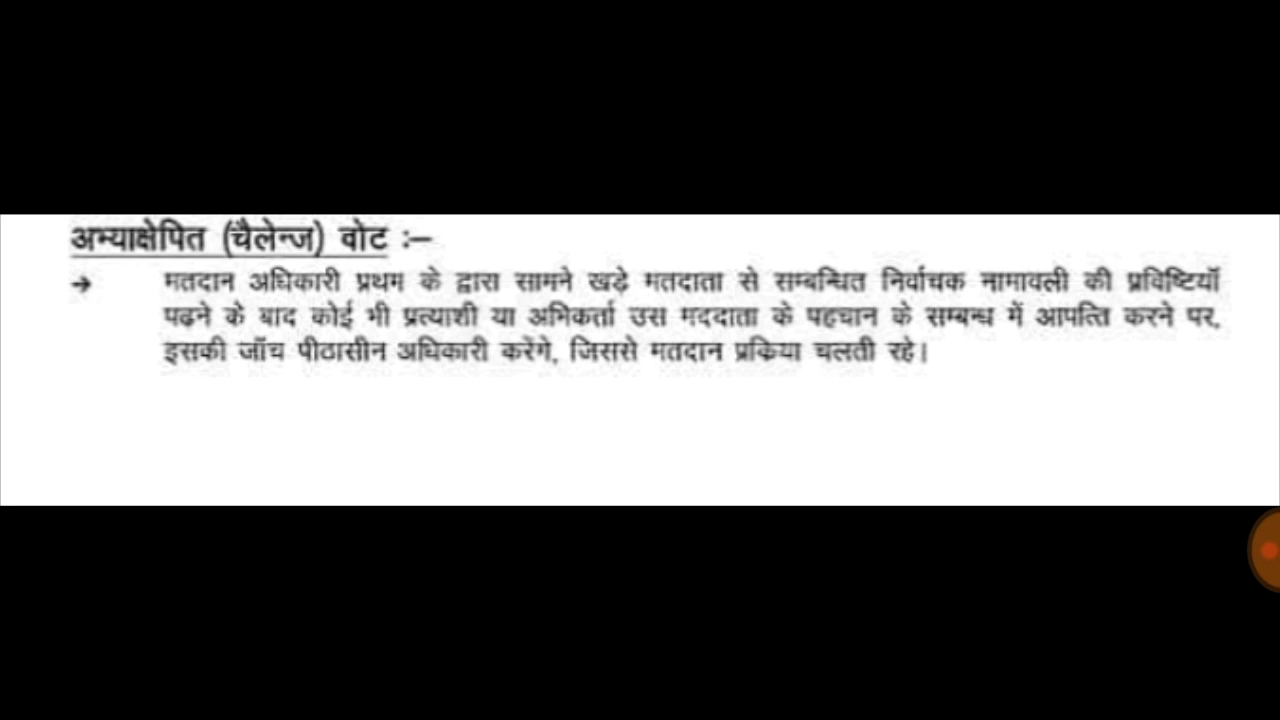 अभ्याक्षेपित (चैलेन्ज) वोट :–
→ मतदान अधिकारी प्रथम के द्वारा सामने खड़े मतदाता से सम्बन्धित निर्वाचक नामावली की प्रविष्टियॉं
पढ़ने के बाद कोई भी प्रत्याशी या अभिकर्ता उस मददाता के पहचान के सम्बन्ध में आपत्ति करने पर,
इसकी जॉच पीठासीन अधिकारी करेंगे, जिससे मतदान प्रकिया चलती रहे।